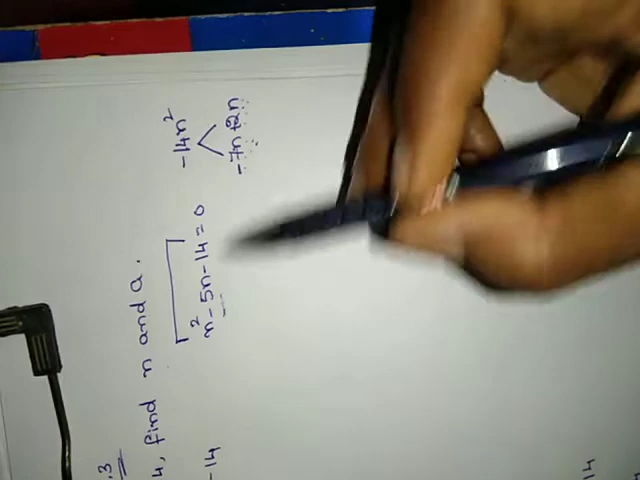 .3
4, find n and a.
-14
n² - 5n - 14 = 0
-14n²
-7n+2n
14